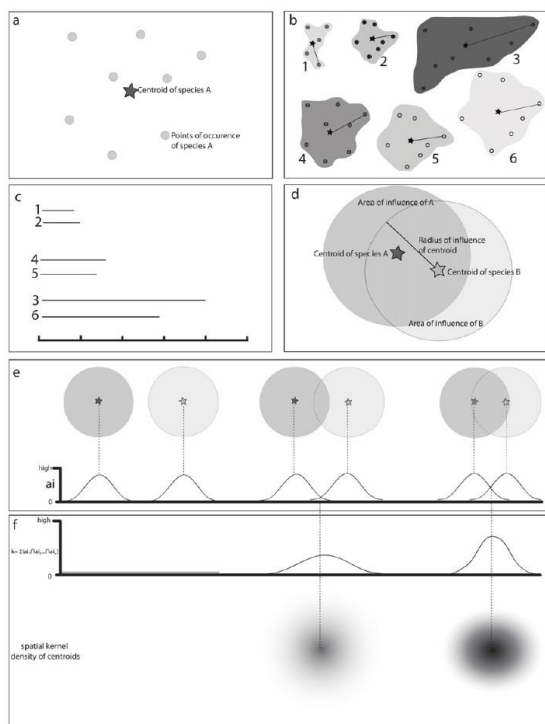 a
Centroid of species A
Points of occurence
of species A
b
1
2
3
4
5
6
c
1
2
4
5
3
6
d
Area of influence of A
Radius of influence
of centroid
Centroid of species A
Centroid of species B
Area of influence of B
e
high
ai
0
f
high
0
spatial kernel
density of centroids